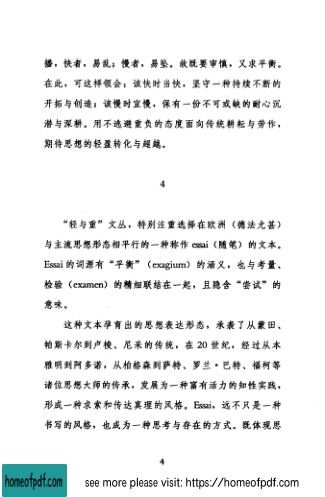 播，快者，易乱；慢者，易坠。故既要审慎，又求平衡。
在此，可这样领会：该快时当快，坚守一种持续不断的
开拓与创造；该慢时宜慢，保有一份不可或缺的耐心沉
潜与深耕。用不逃避重负的态度面向传统耕耘与劳作，
期待思想的轻盈转化与超越。
4
“轻与重”文丛，特别注重选择在欧洲（德法尤甚）
与主流思想形态相平行的一种称作 essai（随笔）的文本。
Essai 的词源有“平衡”（exagium）的涵义，也与考量、
检验（examen）的精细联结在一起，且隐含“尝试”的
意味。
这种文本孕育出的思想表达形态，承袭了从蒙田、
帕斯卡尔到卢梭、尼采的传统，在 20 世纪，经过从本
雅明到阿多诺，从柏格森到萨特、罗兰·巴特、福柯等
诸位思想大师的传承，发展为一种富有活力的知性实践，
形成一种求索和传达真理的风格。Essai，远不只是一种
书写的风格，也成为一种思考与存在的方式。既体现思
4
homeofpdf.com
see more please visit: https://homeofpdf.com